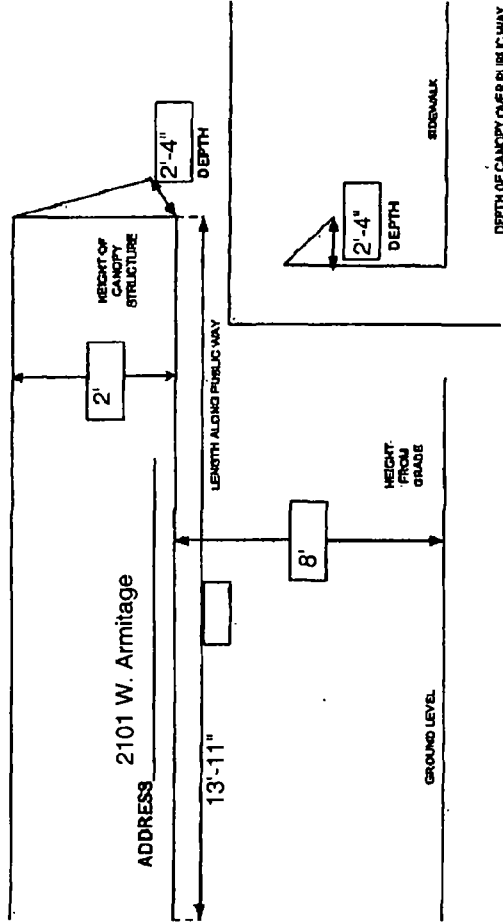 2'-4"
DEPTH
HEIGHT OF
CANOPY
STRUCTURE
2'
LENGTH ALONG PUBLIC WAY
2101 W. Armitage
ADDRESS
13'-11"
8'
HEIGHT
FROM
GRADE
GROUND LEVEL
2'-4"
DEPTH
SIDEWALK
DEPTH OF CANOPY OVER PUBLIC WAY